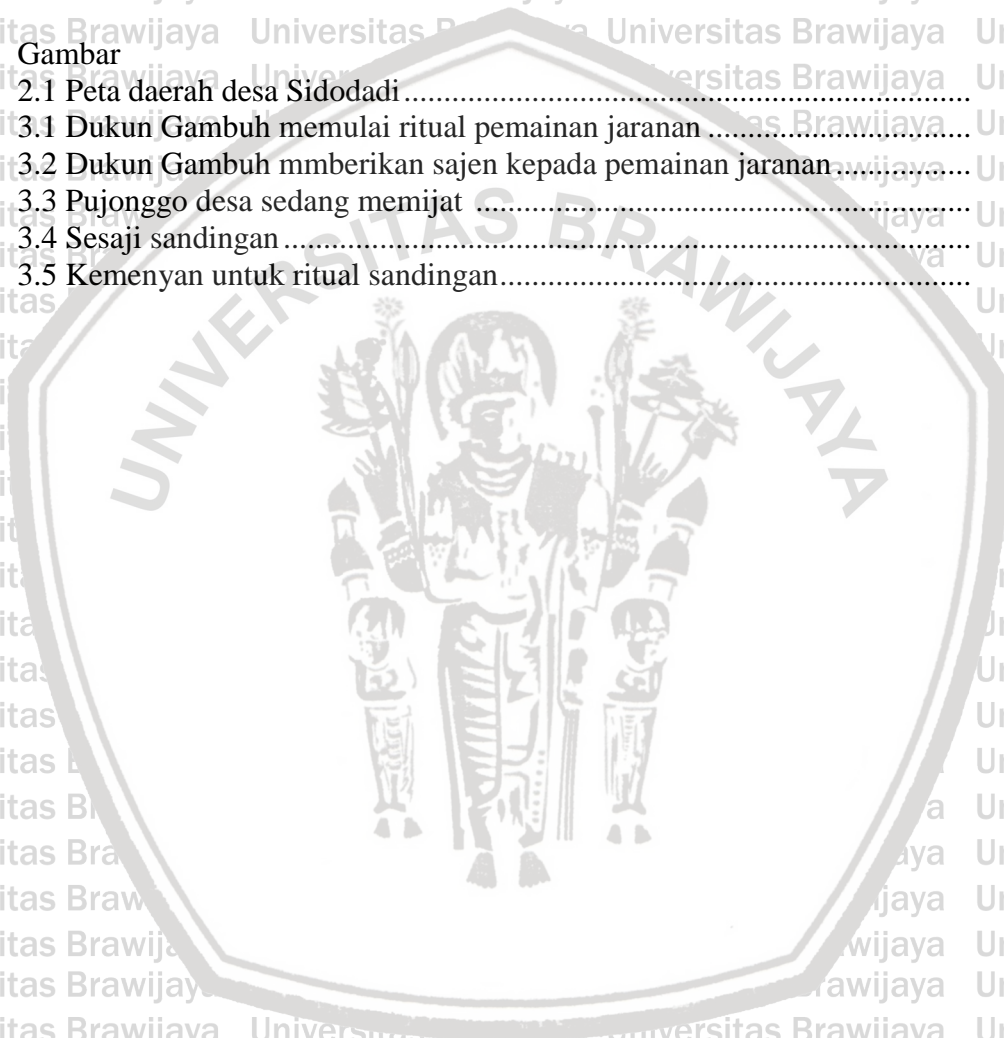 Gambar
2.1 Peta daerah desa Sidodadi......................................................................
3.1 Dukun Gambuh memulai ritual pemainan jaranan ................................
3.2 Dukun Gambuh mmberikan sajen kepada pemainan jaranan.................
3.3 Pujonggo desa sedang memijat .............................................................
3.4 Sesaji sandingan.....................................................................................
3.5 Kemenyan untuk ritual sandingan..........................................................
UNIVERSITAS BRAWIJAYA